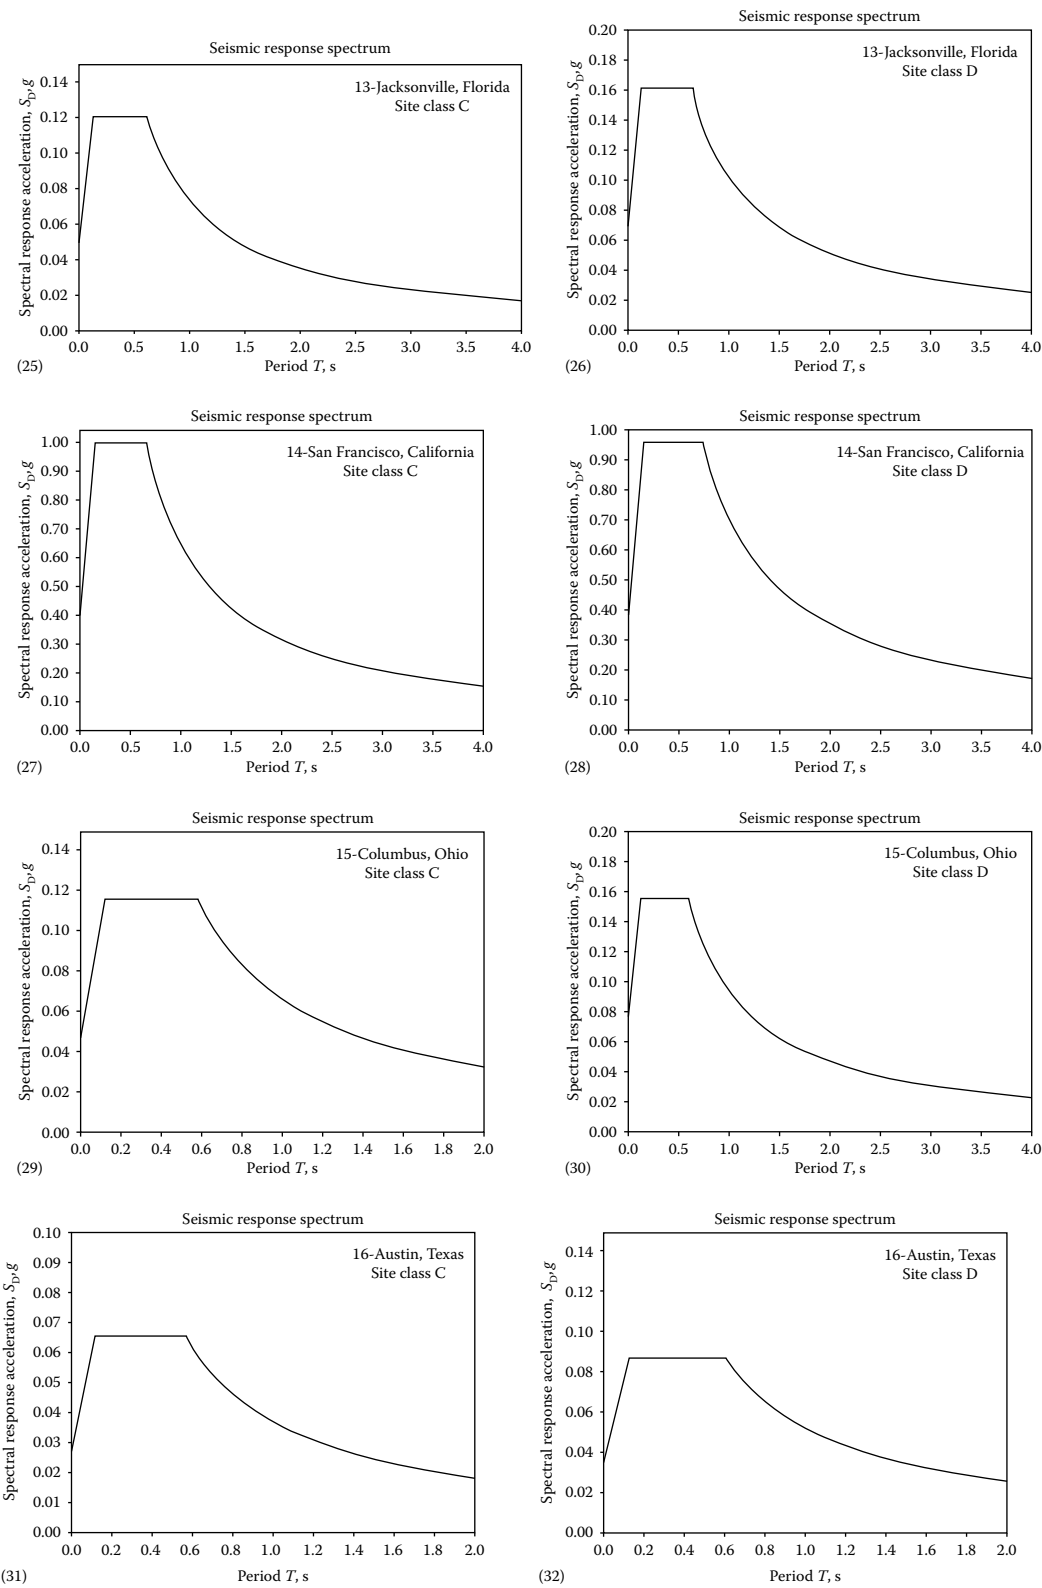 Seismic response spectrum
13-Jacksonville, Florida
Site class C
Spectral response acceleration, S_D,g
0.14
0.12
0.10
0.08
0.06
0.04
0.02
0.00
0.0 0.5 1.0 1.5 2.0 2.5 3.0 3.5 4.0
Period T, s
(25)
Seismic response spectrum
13-Jacksonville, Florida
Site class D
Spectral response acceleration, S_D,g
0.20
0.18
0.16
0.14
0.12
0.10
0.08
0.06
0.04
0.02
0.00
0.0 0.5 1.0 1.5 2.0 2.5 3.0 3.5 4.0
Period T, s
(26)
Seismic response spectrum
14-San Francisco, California
Site class C
Spectral response acceleration, S_D,g
1.00
0.90
0.80
0.70
0.60
0.50
0.40
0.30
0.20
0.10
0.00
0.0 0.5 1.0 1.5 2.0 2.5 3.0 3.5 4.0
Period T, s
(27)
Seismic response spectrum
14-San Francisco, California
Site class D
Spectral response acceleration, S_D,g
1.00
0.90
0.80
0.70
0.60
0.50
0.40
0.30
0.20
0.10
0.00
0.0 0.5 1.0 1.5 2.0 2.5 3.0 3.5 4.0
Period T, s
(28)
Seismic response spectrum
15-Columbus, Ohio
Site class C
Spectral response acceleration, S_D,g
0.14
0.12
0.10
0.08
0.06
0.04
0.02
0.00
0.0 0.2 0.4 0.6 0.8 1.0 1.2 1.4 1.6 1.8 2.0
Period T, s
(29)
Seismic response spectrum
15-Columbus, Ohio
Site class D
Spectral response acceleration, S_D,g
0.20
0.18
0.16
0.14
0.12
0.10
0.08
0.06
0.04
0.02
0.00
0.0 0.5 1.0 1.5 2.0 2.5 3.0 3.5 4.0
Period T, s
(30)
Seismic response spectrum
16-Austin, Texas
Site class C
Spectral response acceleration, S_D,g
0.10
0.09
0.08
0.07
0.06
0.05
0.04
0.03
0.02
0.01
0.00
0.0 0.2 0.4 0.6 0.8 1.0 1.2 1.4 1.6 1.8 2.0
Period T, s
(31)
Seismic response spectrum
16-Austin, Texas
Site class D
Spectral response acceleration, S_D,g
0.14
0.12
0.10
0.08
0.06
0.04
0.02
0.00
0.0 0.2 0.4 0.6 0.8 1.0 1.2 1.4 1.6 1.8 2.0
Period T, s
(32)